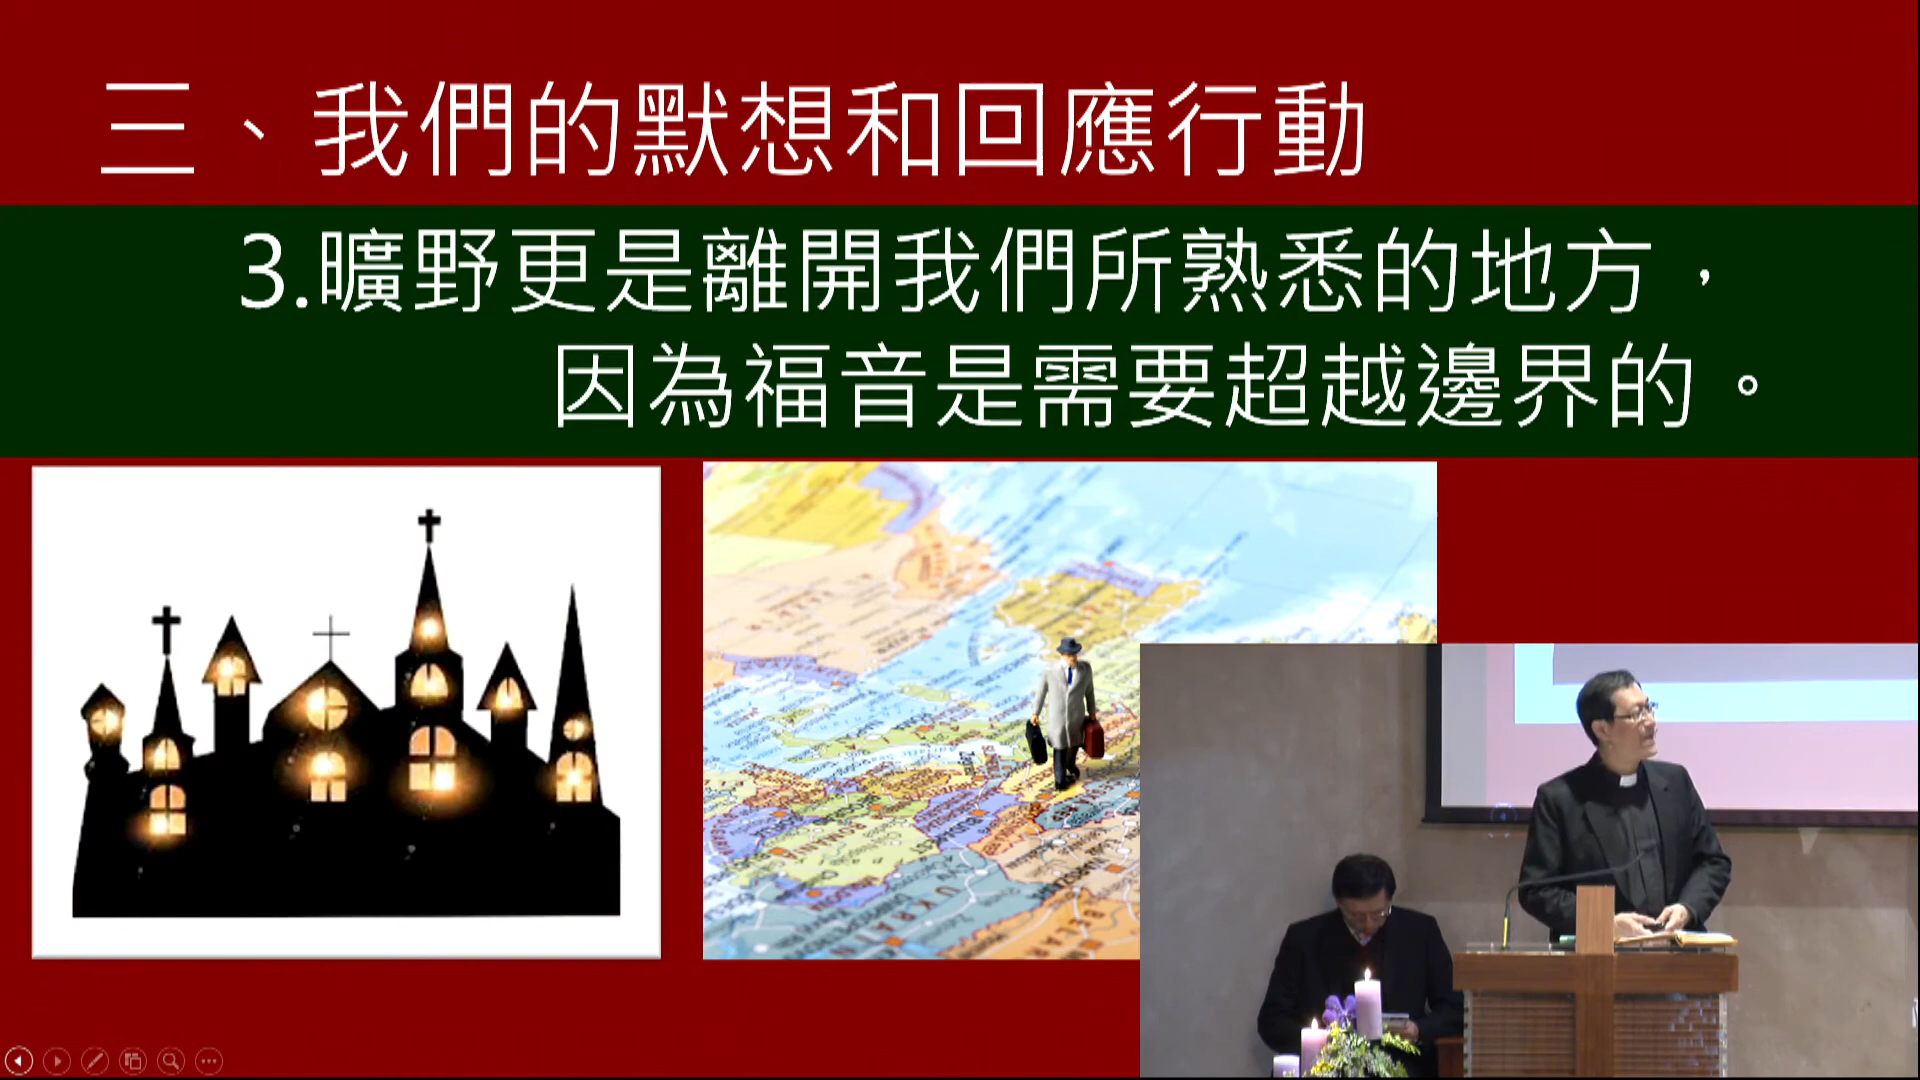 三、我們的默想和回應行動
3.曠野更是離開我們所熟悉的地方，
因為福音是需要超越邊界的。
ROMANIA
UKRAIN